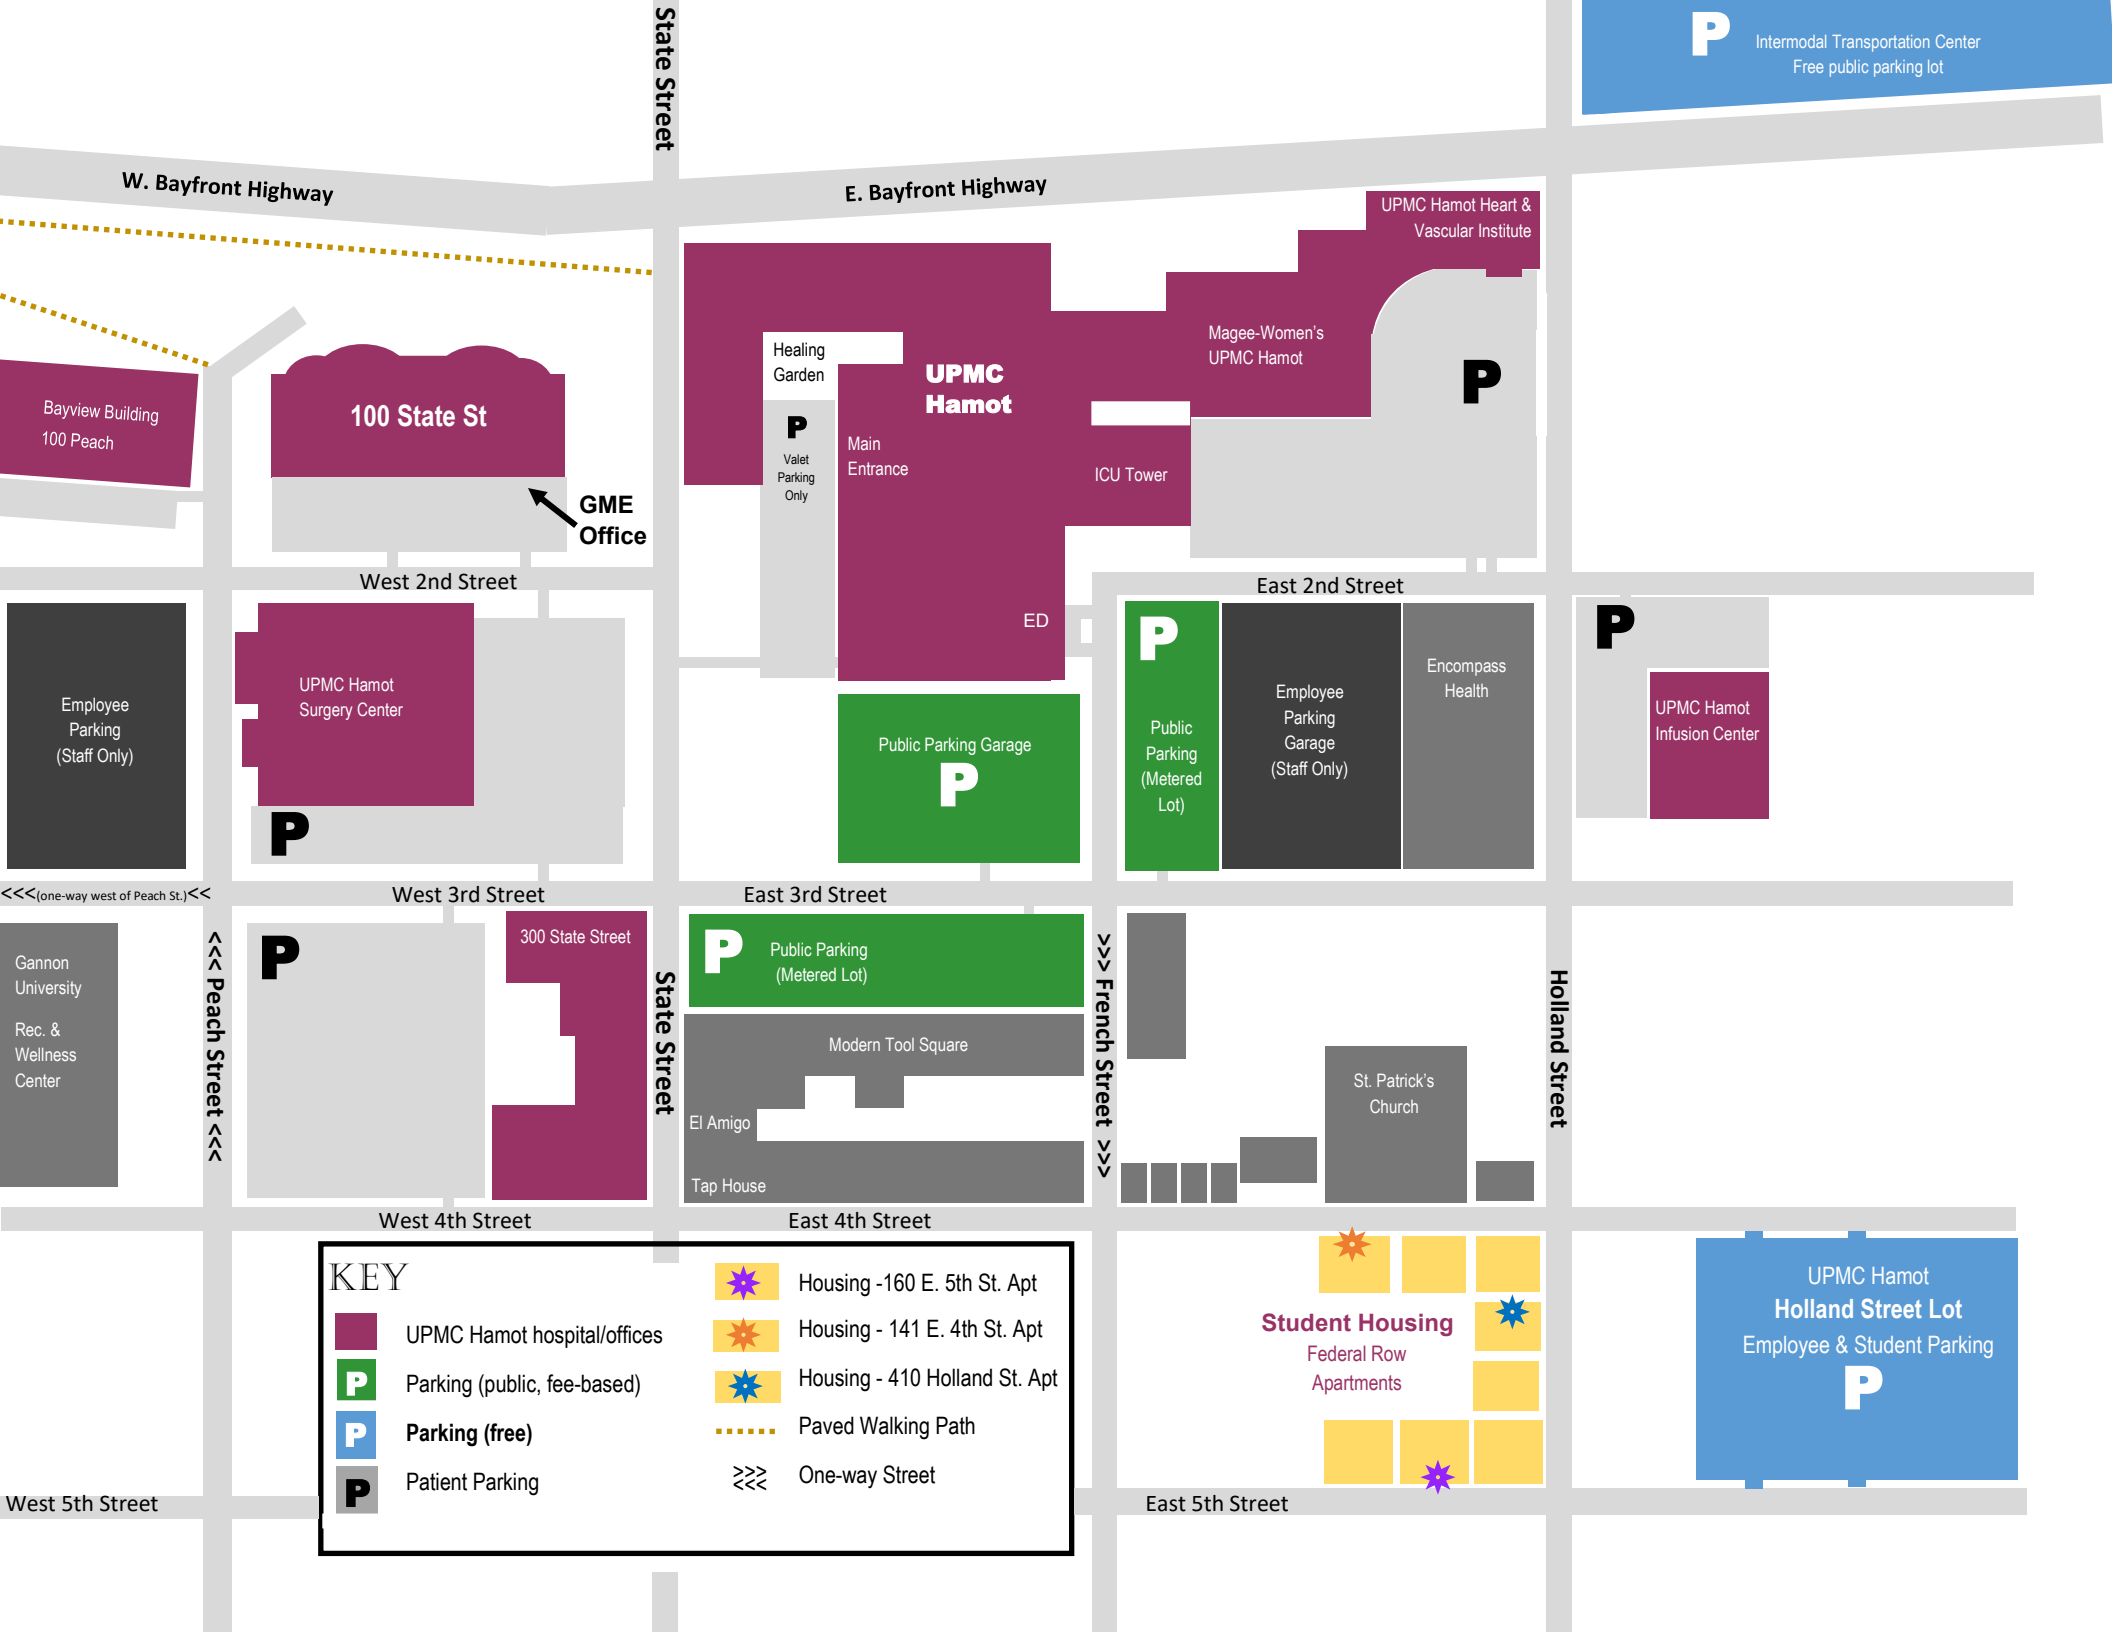 State Street
P
Intermodal Transportation Center
Free public parking lot
W. Bayfront Highway
E. Bayfront Highway
UPMC Hamot Heart &
Vascular Institute
Healing
Garden
UPMC
Hamot
Magee-Women's
UPMC Hamot
P
Bayview Building
100 Peach
100 State St
P
Valet
Parking
Only
Main
Entrance
ICU Tower
GME
Office
West 2nd Street
East 2nd Street
ED
P
Public
Parking
(Metered
Lot)
Employee
Parking
Garage
(Staff Only)
Encompass
Health
P
UPMC Hamot
Infusion Center
Employee
Parking
(Staff Only)
UPMC Hamot
Surgery Center
P
Public Parking Garage
P
<<<(one-way west of Peach St.)<<
West 3rd Street
East 3rd Street
Gannon
University
Rec. &
Wellness
Center
<<< Peach Street <<<
P
300 State Street
State Street
P
Public Parking
(Metered Lot)
Modern Tool Square
El Amigo
Tap House
>>> French Street >>>
St. Patrick's
Church
Holland Street
West 4th Street
East 4th Street
KEY
UPMC Hamot hospital/offices
P
Parking (public, fee-based)
P
Parking (free)
P
Patient Parking
Housing -160 E. 5th St. Apt
Housing - 141 E. 4th St. Apt
Housing - 410 Holland St. Apt
Paved Walking Path
>>>
<<<
One-way Street
Student Housing
Federal Row
Apartments
UPMC Hamot
Holland Street Lot
Employee & Student Parking
P
West 5th Street
East 5th Street